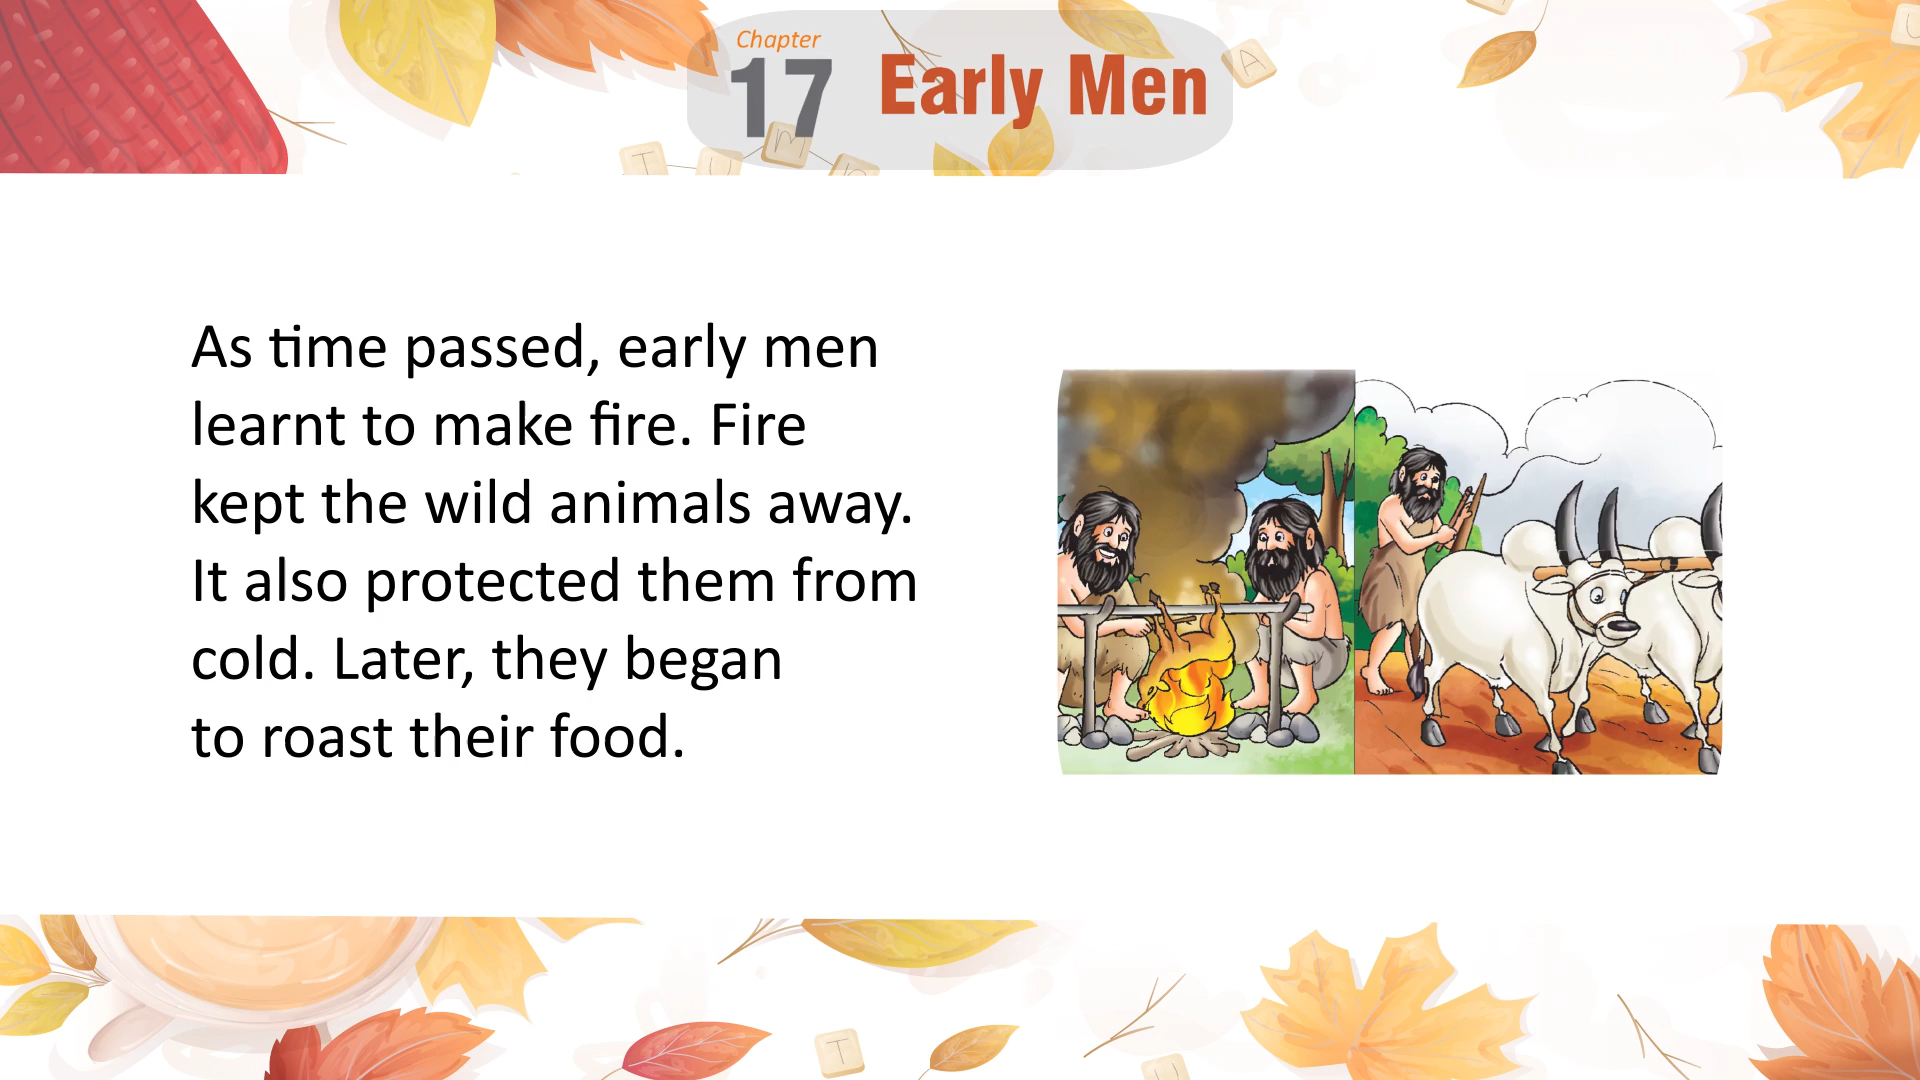 Chapter
17 Early Men
As time passed, early men
learnt to make fire. Fire
kept the wild animals away.
It also protected them from
cold. Later, they began
to roast their food.
A
T
M
T